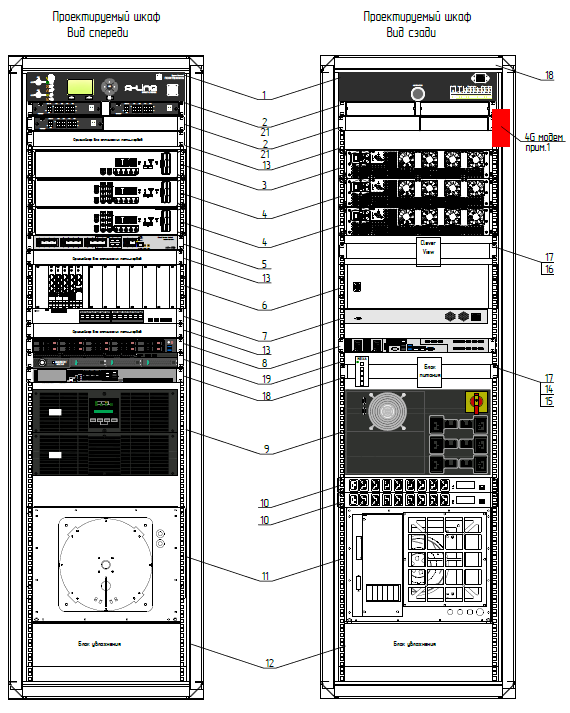 Проектируемый шкаф
Вид спереди
Проектируемый шкаф
Вид сзади
A-Line
18
1
2
21
2
21
13
3
4
4
5
13
6
7
13
8
19
18
9
10
10
11
12
4G модем
прим.1
Clever
View
17
16
Блок
питания
17
14
15
Блок увлажнения
Блок увлажнения